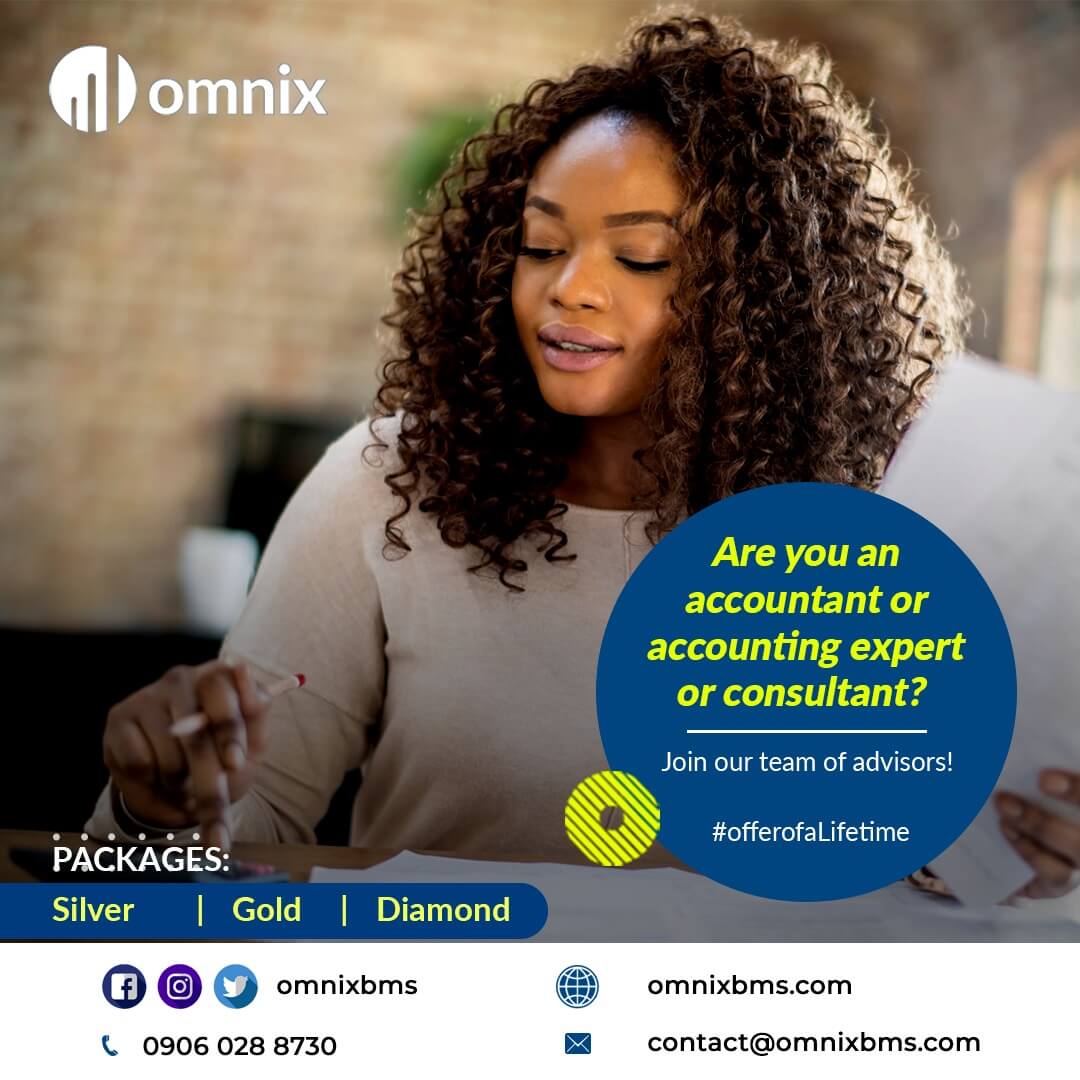 omnix
Are you an
accountant or
accounting expert
or consultant?
Join our team of advisors!
#offerofaLifetime
PACKAGES:
Silver | Gold | Diamond
omnixbms
omnixbms.com
0906 028 8730
contact@omnixbms.com